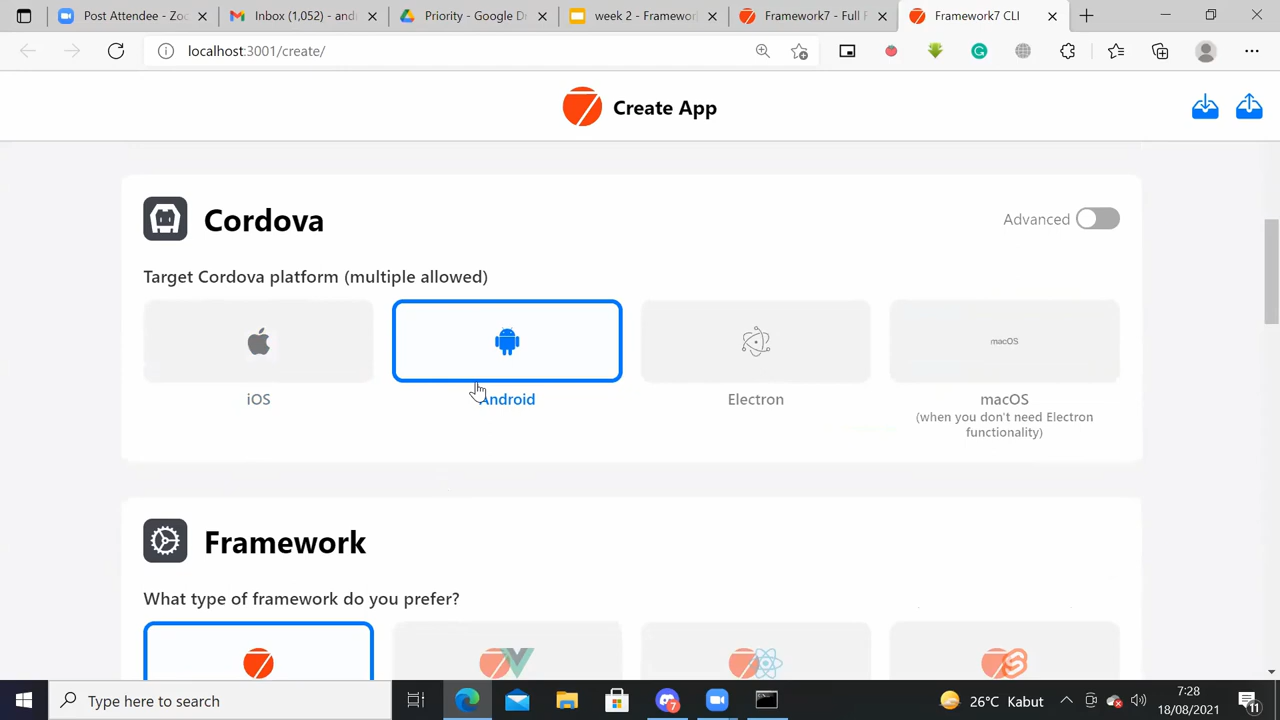 Post Attendee - Zoo
Inbox (1,052) - and
Priority - Google D
week 2 - Framewor
Framework7 - Full F
Framework7 CLI
localhost:3001/create/
Create App
Cordova
Advanced
Target Cordova platform (multiple allowed)
macOS
iOS
Android
Electron
macOS
(when you don't need Electron
functionality)
Framework
What type of framework do you prefer?
Type here to search
7
26°C Kabut
7:28
18/08/2021
11